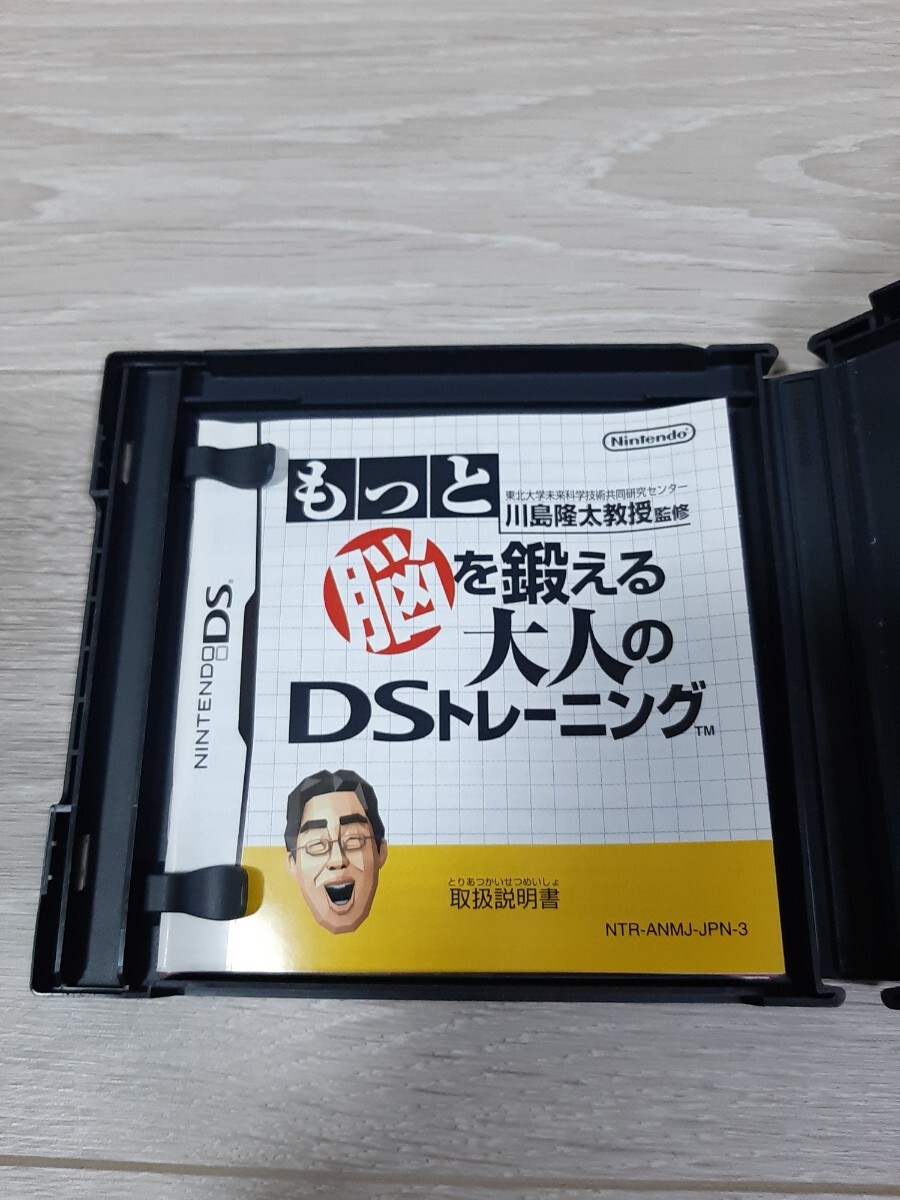 Nintendo
もっと
東北大学未来科学技術共同研究センター
川島隆太教授監修
脳を鍛える
大人の
DSトレーニング™
NINTENDO DS®
とりあつかいせつめいしょ
取扱説明書
NTR-ANMJ-JPN-3